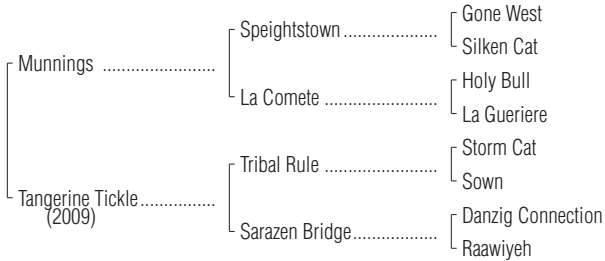 Gone West
Speightstown
Silken Cat
Munnings
Holy Bull
La Comete
La Gueriere
Storm Cat
Tribal Rule
Sown
Tangerine Tickle
(2009)
Danzig Connection
Sarazen Bridge
Raawiyeh